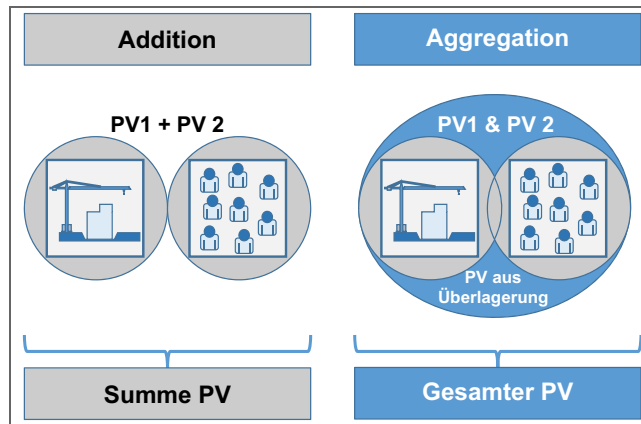 Addition
Aggregation
PV1 + PV 2
PV1 & PV 2
PV aus
Überlagerung
Summe PV
Gesamter PV